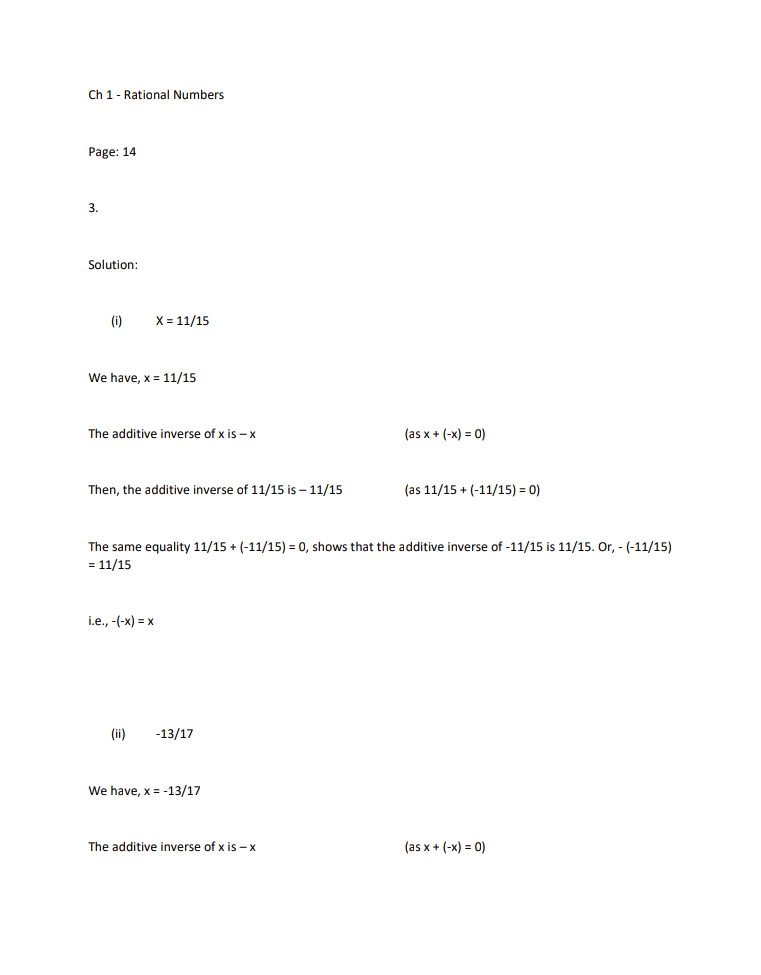 Ch 1 - Rational Numbers
Page: 14
3.
Solution:
(i) X = 11/15
We have, x = 11/15
The additive inverse of x is – x (as x + (-x) = 0)
Then, the additive inverse of 11/15 is – 11/15 (as 11/15 + (-11/15) = 0)
The same equality 11/15 + (-11/15) = 0, shows that the additive inverse of -11/15 is 11/15. Or, - (-11/15)
= 11/15
i.e., -(-x) = x
(ii) -13/17
We have, x = -13/17
The additive inverse of x is – x (as x + (-x) = 0)